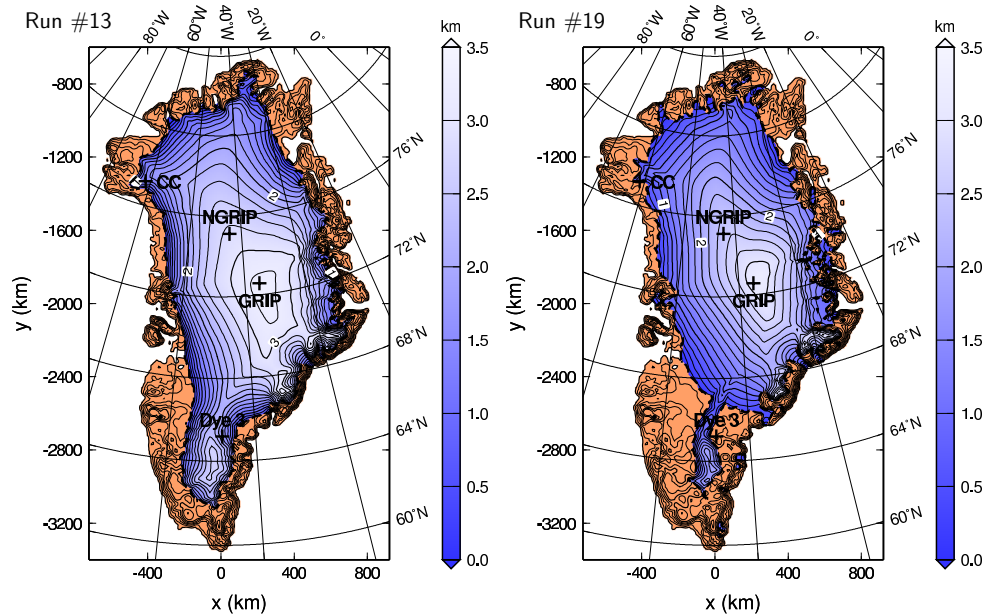 Run #13
80°W
60°W
40°W
20°W
0°
km
3.5
3.0
2.5
2.0
1.5
1.0
0.5
0.0
-800
-1200
-1600
-2000
-2400
-2800
-3200
y (km)
-400
0
400
800
x (km)
76°N
72°N
68°N
64°N
60°N
CC
NGRIP
GRIP
Dye 3
2
2
1
3
Run #19
80°W
60°W
40°W
20°W
0°
km
3.5
3.0
2.5
2.0
1.5
1.0
0.5
0.0
-800
-1200
-1600
-2000
-2400
-2800
-3200
y (km)
-400
0
400
800
x (km)
76°N
72°N
68°N
64°N
60°N
CC
NGRIP
GRIP
Dye 3
1
2
2
1